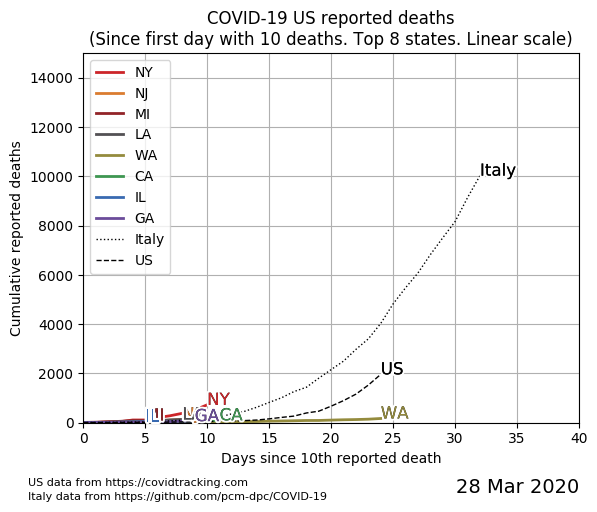 COVID-19 US reported deaths
(Since first day with 10 deaths. Top 8 states. Linear scale)
Cumulative reported deaths
14000
12000
10000
8000
6000
4000
2000
0
NY
NJ
MI
LA
WA
CA
IL
GA
Italy
US
Italy
US
NY
WA
GA
CA
0 5 10 15 20 25 30 35 40
Days since 10th reported death
US data from https://covidtracking.com
Italy data from https://github.com/pcm-dpc/COVID-19
28 Mar 2020